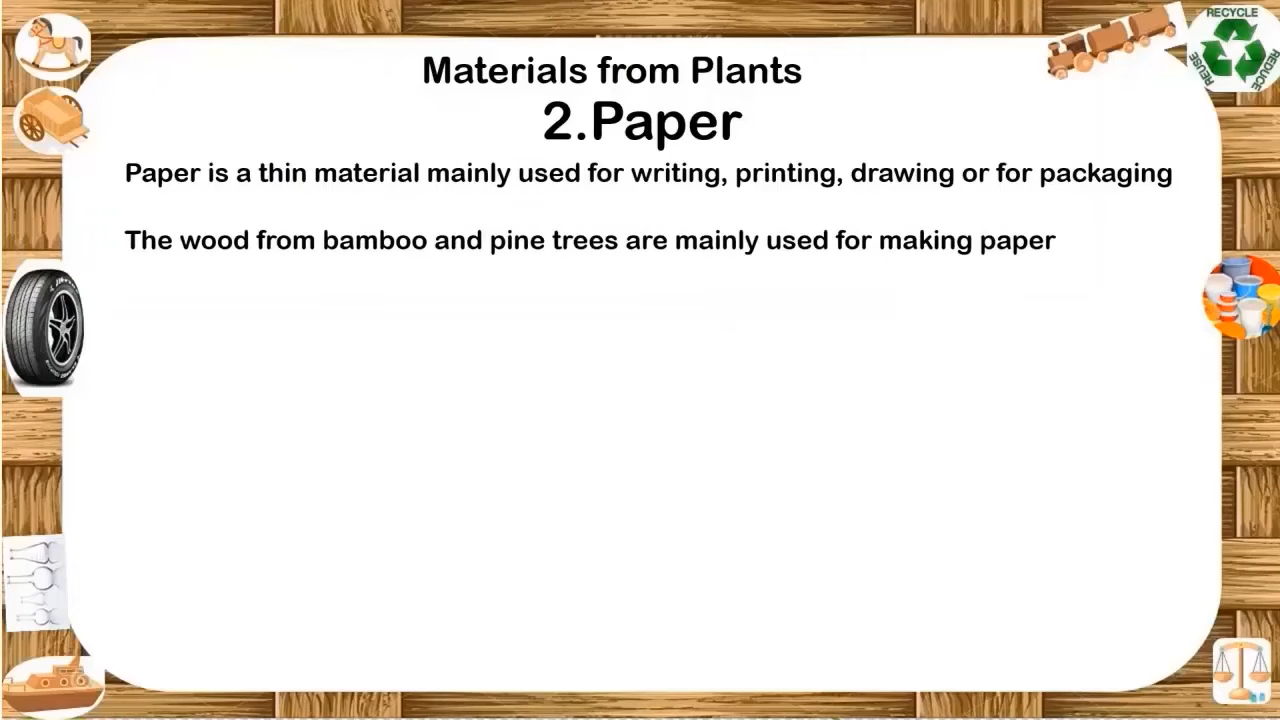 Materials from Plants
2.Paper
Paper is a thin material mainly used for writing, printing, drawing or for packaging
The wood from bamboo and pine trees are mainly used for making paper
RECYCLE
REUSE
REDUCE